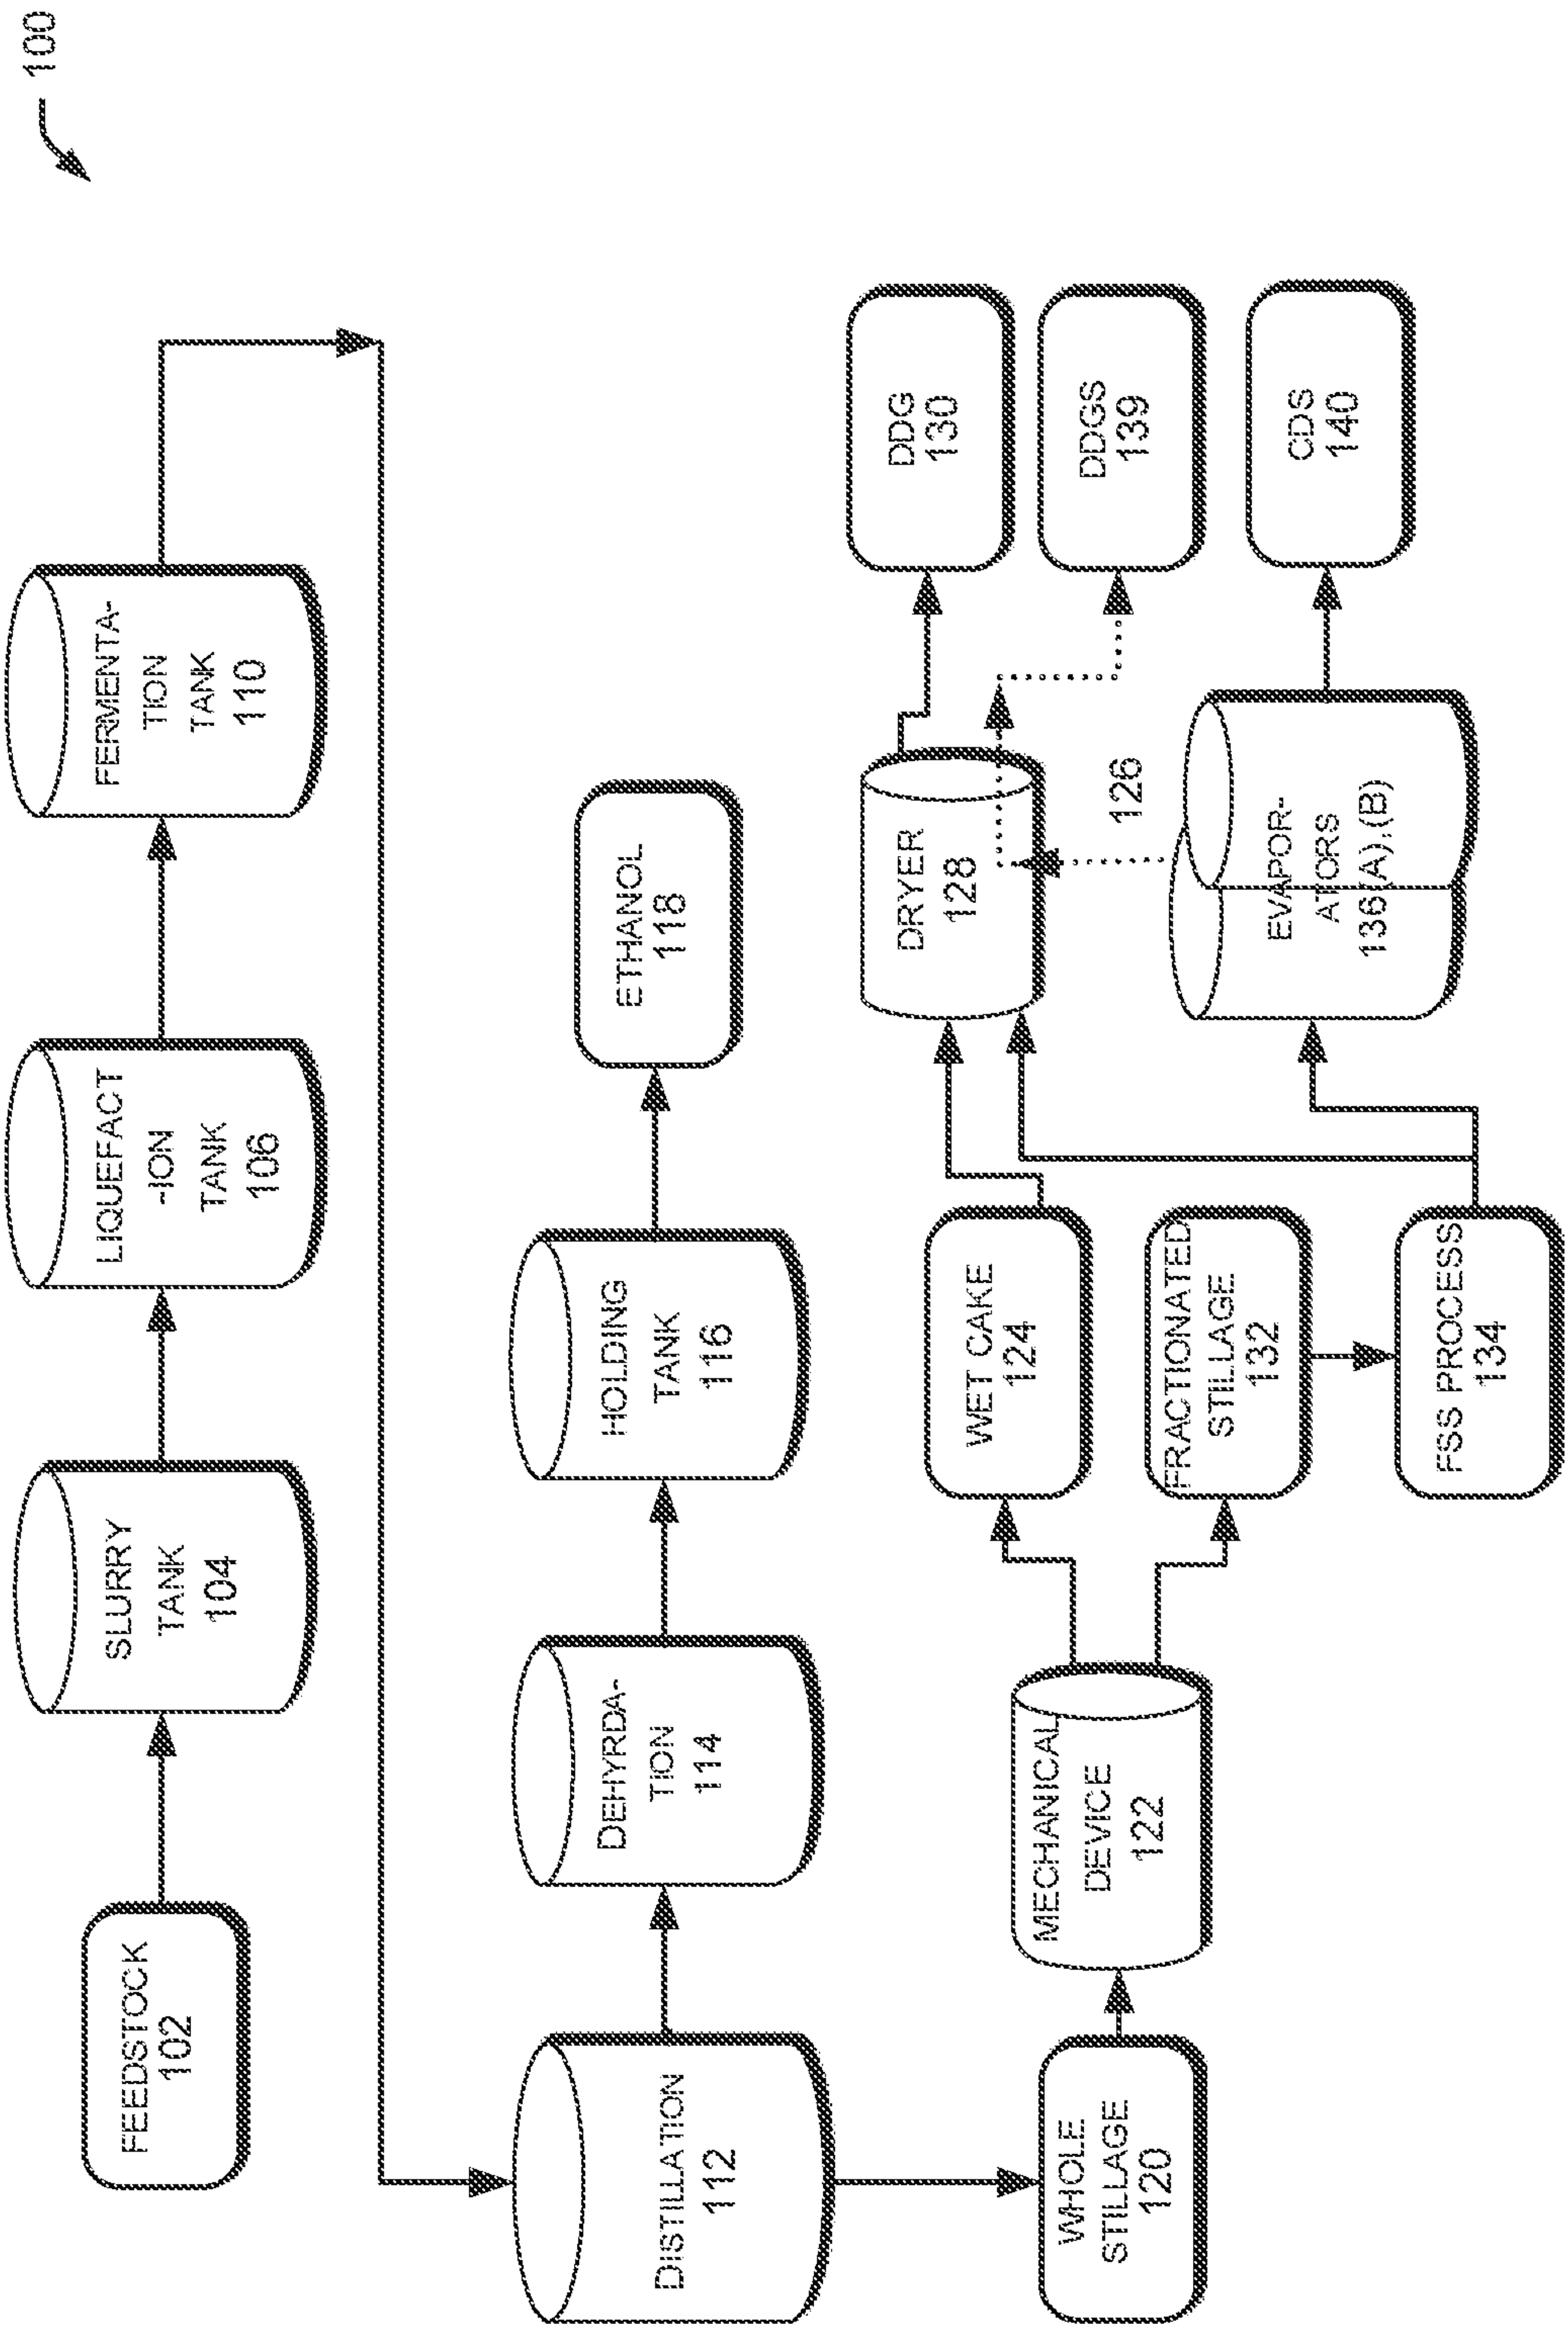 100
FEEDSTOCK
102
SLURRY
TANK
104
LIQUEFACT
-ION
TANK
106
FERMENTA-
TION
TANK
110
DISTILLATION
112
DEHYRDA-
TION
114
HOLDING
TANK
116
ETHANOL
118
WHOLE
STILLAGE
120
MECHANICAL
DEVICE
122
WET CAKE
124
FRACTIONATED
STILLAGE
132
FSS PROCESS
134
DRYER
128
126
EVAPOR-
ATORS
136(A),(B)
DDG
130
DDGS
139
CDS
140